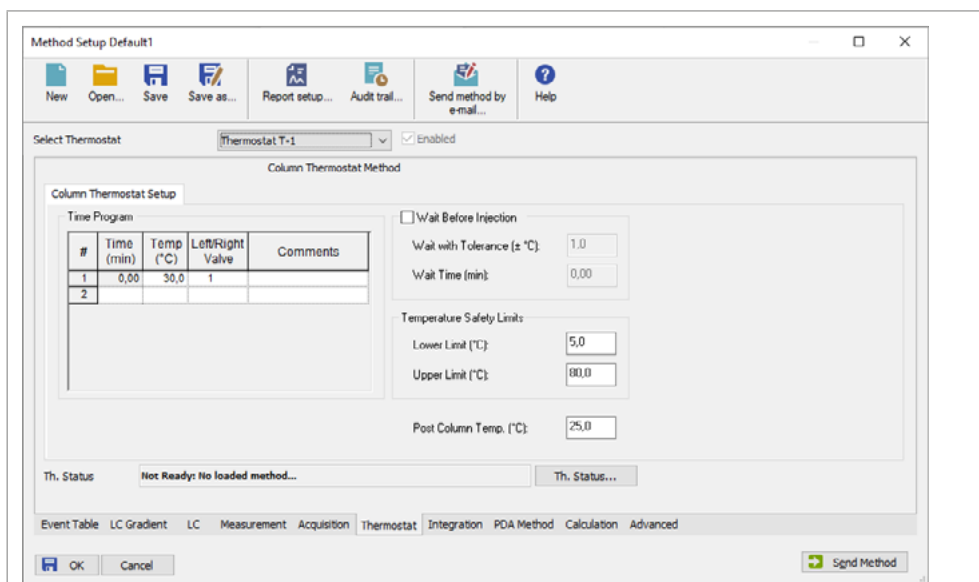 Method Setup Default1
New Open... Save Save as... Report setup... Audit trail... Send method by e-mail... Help
Select Thermostat Thermostat T-1 Enabled
Column Thermostat Method
Column Thermostat Setup
Time Program
# Time (min) Temp (°C) Left/Right Valve Comments
1 0,00 30,0 1
2
Wait Before Injection
Wait with Tolerance (± °C): 1,0
Wait Time (min): 0,00
Temperature Safety Limits
Lower Limit (°C): 5,0
Upper Limit (°C): 80,0
Post Column Temp. (°C): 25,0
Th. Status Not Ready: No loaded method... Th. Status...
Event Table LC Gradient LC Measurement Acquisition Thermostat Integration PDA Method Calculation Advanced
OK Cancel Send Method